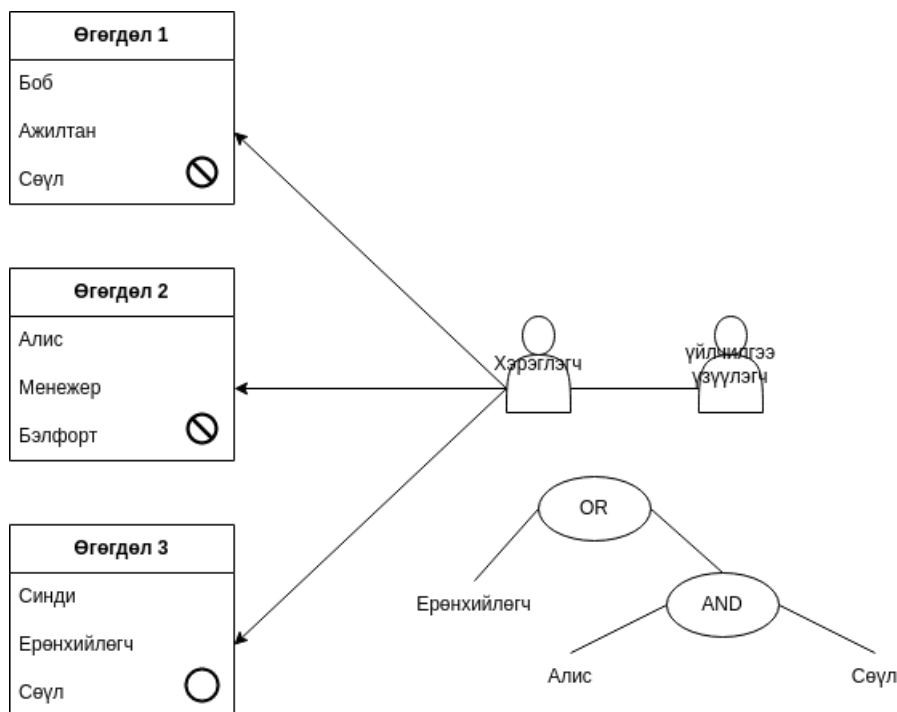 Өгөгдөл 1
Боб
Ажилтан
Сөүл
Өгөгдөл 2
Алис
Менежер
Бэлфорт
Өгөгдөл 3
Синди
Ерөнхийлөгч
Сөүл
Хэрэглэгч
үйлчилгээ
үзүүлэгч
OR
Ерөнхийлөгч
AND
Алис
Сөүл